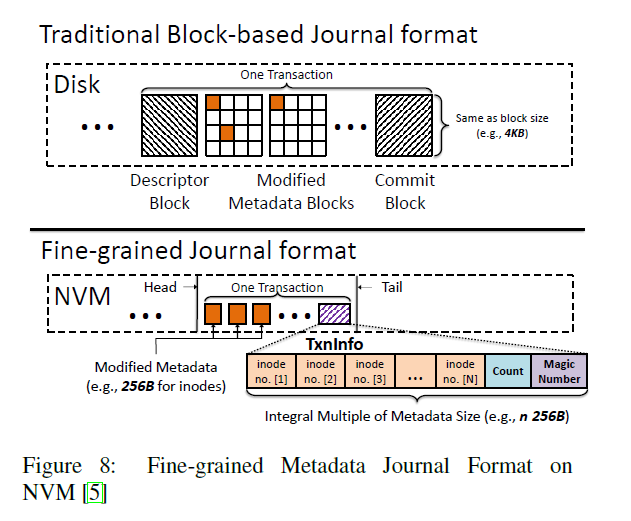 Traditional Block-based Journal format
One Transaction
Disk
• • •
• • •
Same as block size
(e.g., 4KB)
Descriptor
Block
Modified
Metadata Blocks
Commit
Block
Fine-grained Journal format
NVM
Head
One Transaction
Tail
• • •
• • •
TxnInfo
Modified Metadata
(e.g., 256B for inodes)
inode
no. [1]
inode
no. [2]
inode
no. [3]
...
inode
no. [N]
Count
Magic
Number
Integral Multiple of Metadata Size (e.g., n 256B)
Figure 8: Fine-grained Metadata Journal Format on
NVM [5]